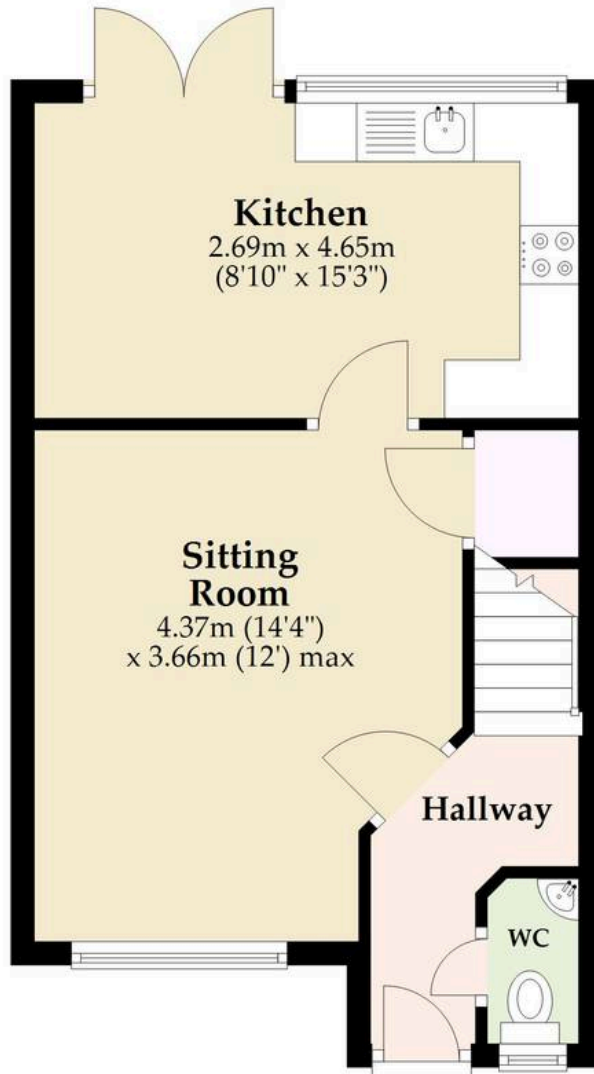 Kitchen
2.69m x 4.65m
(8'10" x 15'3")
Sitting
Room
4.37m (14'4")
x 3.66m (12') max
Hallway
WC